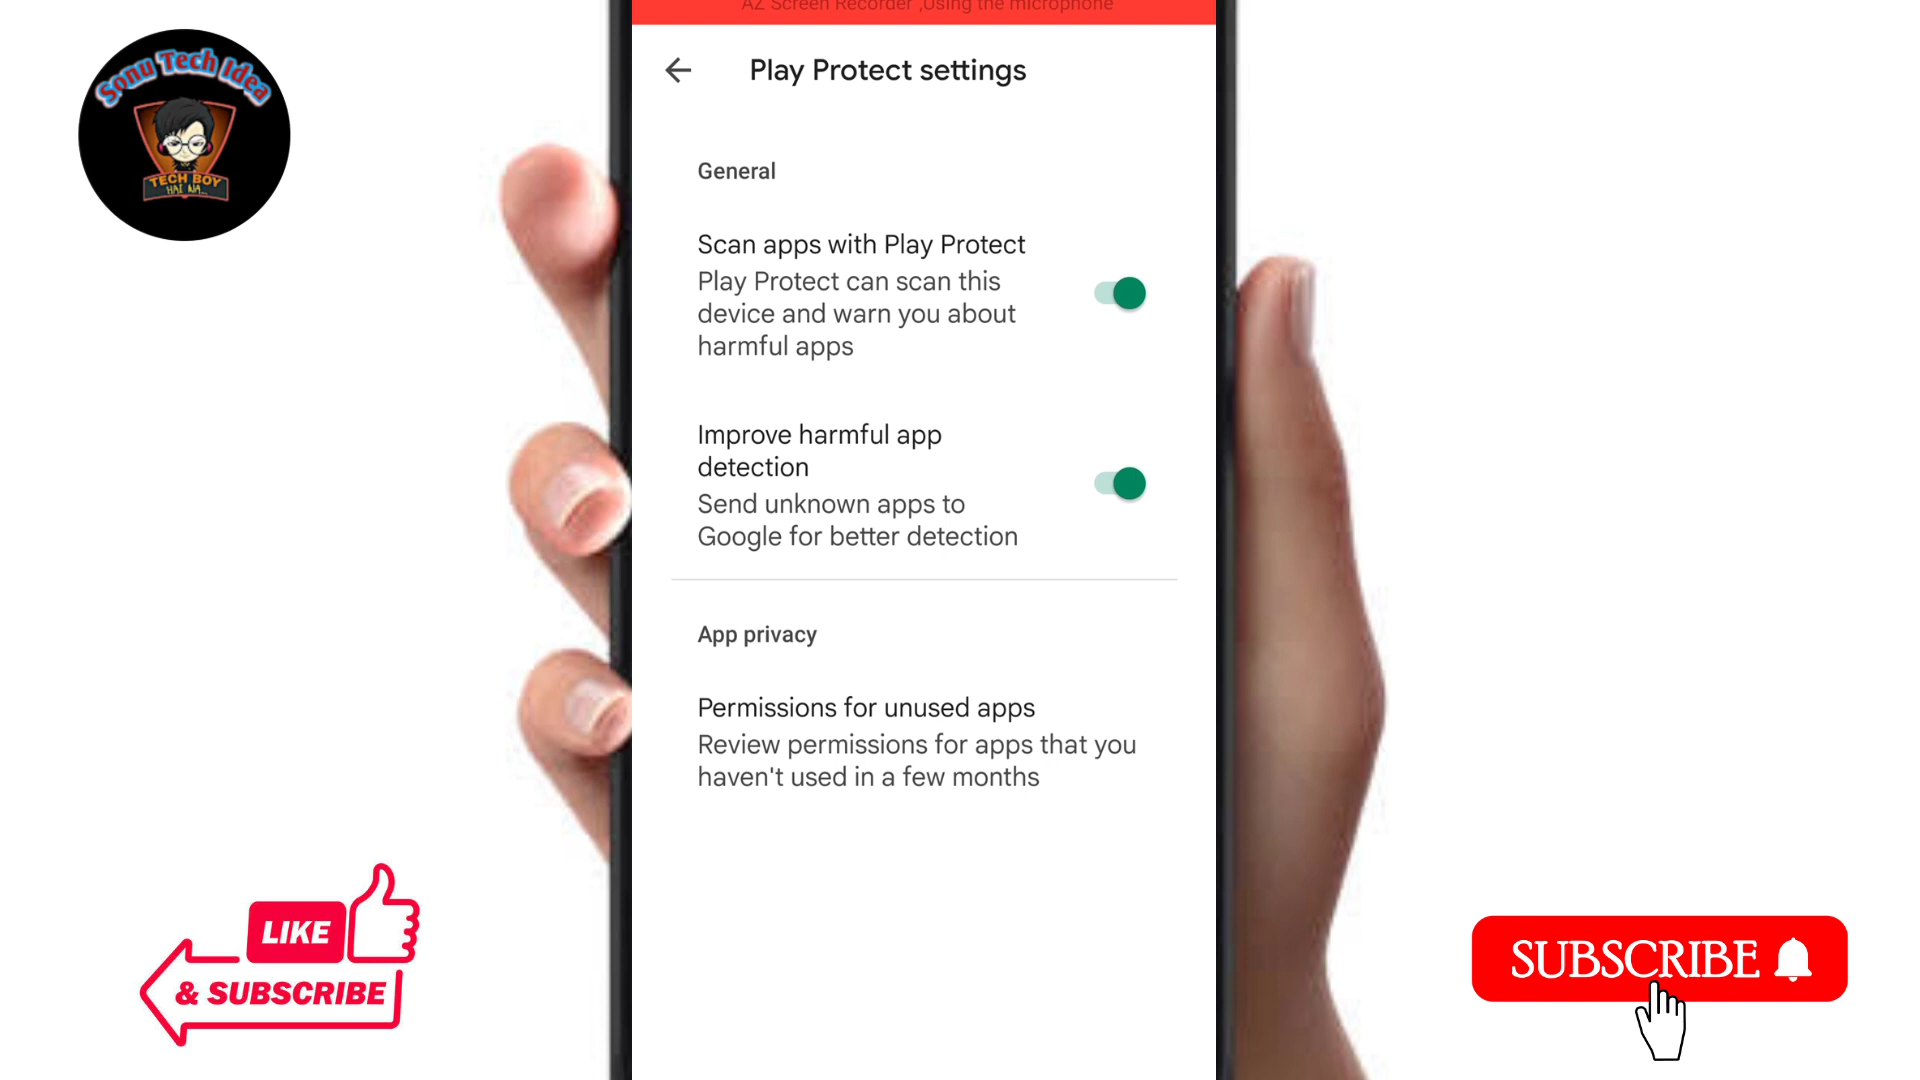 AZ Screen Recorder ,Using the microphone
Sonu Tech Idea
TECH BOY
HAI NA...
Play Protect settings
General
Scan apps with Play Protect
Play Protect can scan this
device and warn you about
harmful apps
Improve harmful app
detection
Send unknown apps to
Google for better detection
App privacy
Permissions for unused apps
Review permissions for apps that you
haven't used in a few months
LIKE
& SUBSCRIBE
SUBSCRIBE